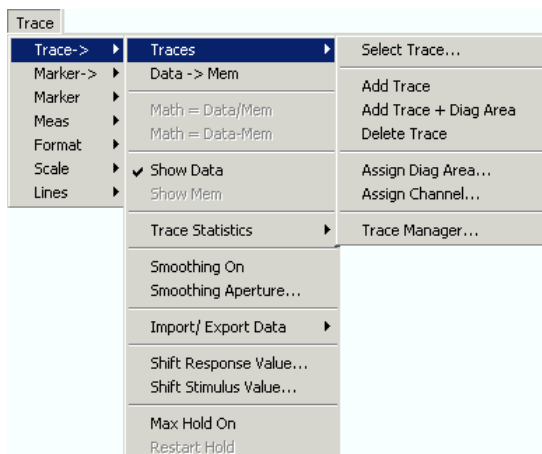 Trace
Trace->
Marker->
Marker
Meas
Format
Scale
Lines
Traces
Data -> Mem
Math = Data/Mem
Math = Data-Mem
Show Data
Show Mem
Trace Statistics
Smoothing On
Smoothing Aperture...
Import/ Export Data
Shift Response Value...
Shift Stimulus Value...
Max Hold On
Restart Hold
Select Trace...
Add Trace
Add Trace + Diag Area
Delete Trace
Assign Diag Area...
Assign Channel...
Trace Manager...